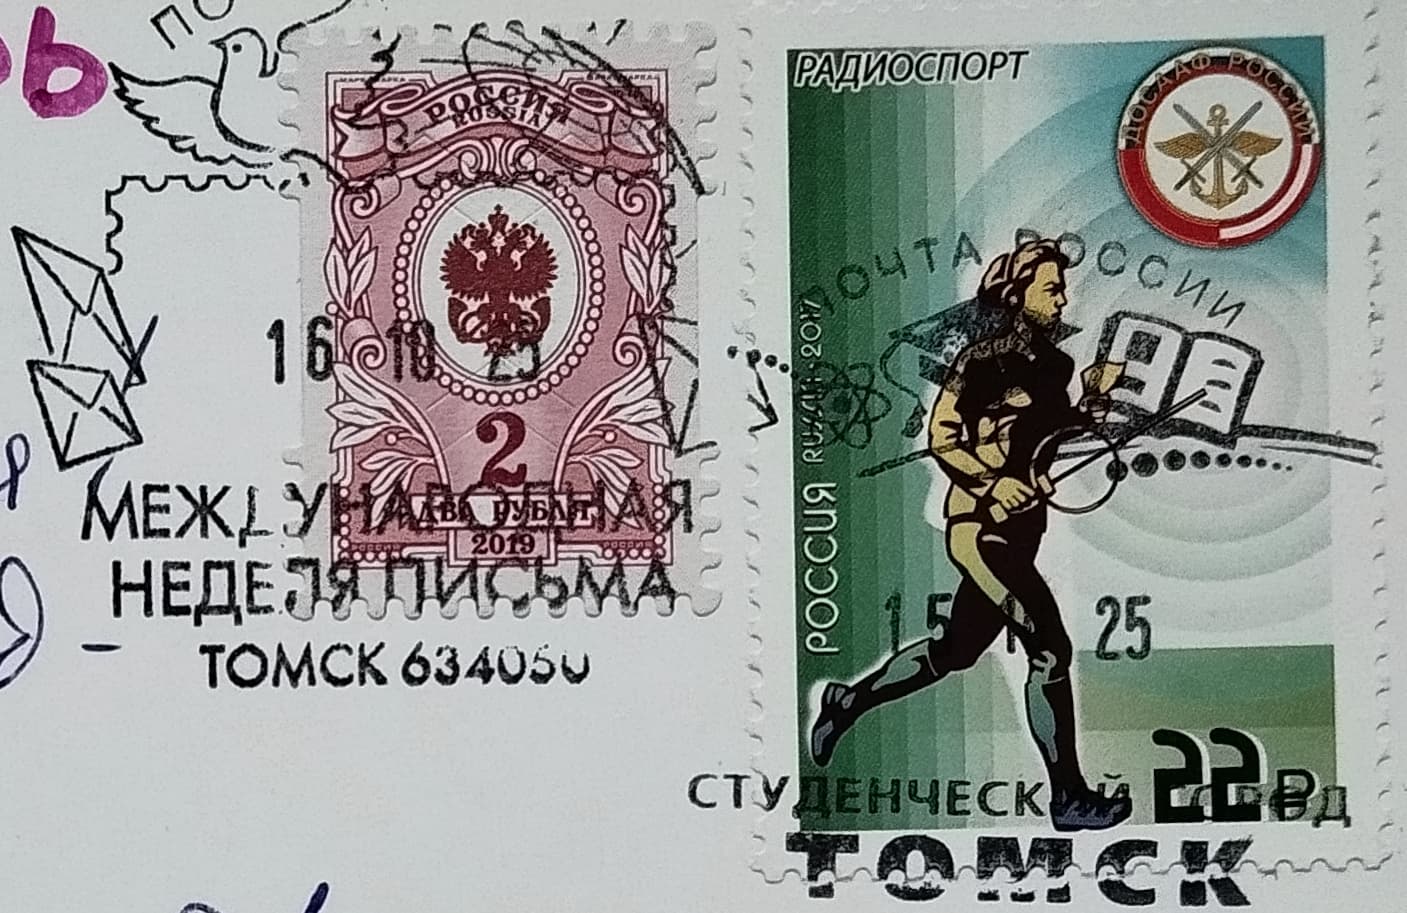 РОССИЯ
RUSSIA
16 10 25
2
ДВА РУБЛЯ
2019
МЕЖДУНАРОДНАЯ
НЕДЕЛЯ ПИСЬМА
ТОМСК 634050
РАДИОСПОРТ
ДОСААФ РОССИИ
ПОЧТА РОССИИ
РОССИЯ RUSSIA 2017
15 25
22 ₽
СТУДЕНЧЕСКИЙ ГОРОД
ТОМСК